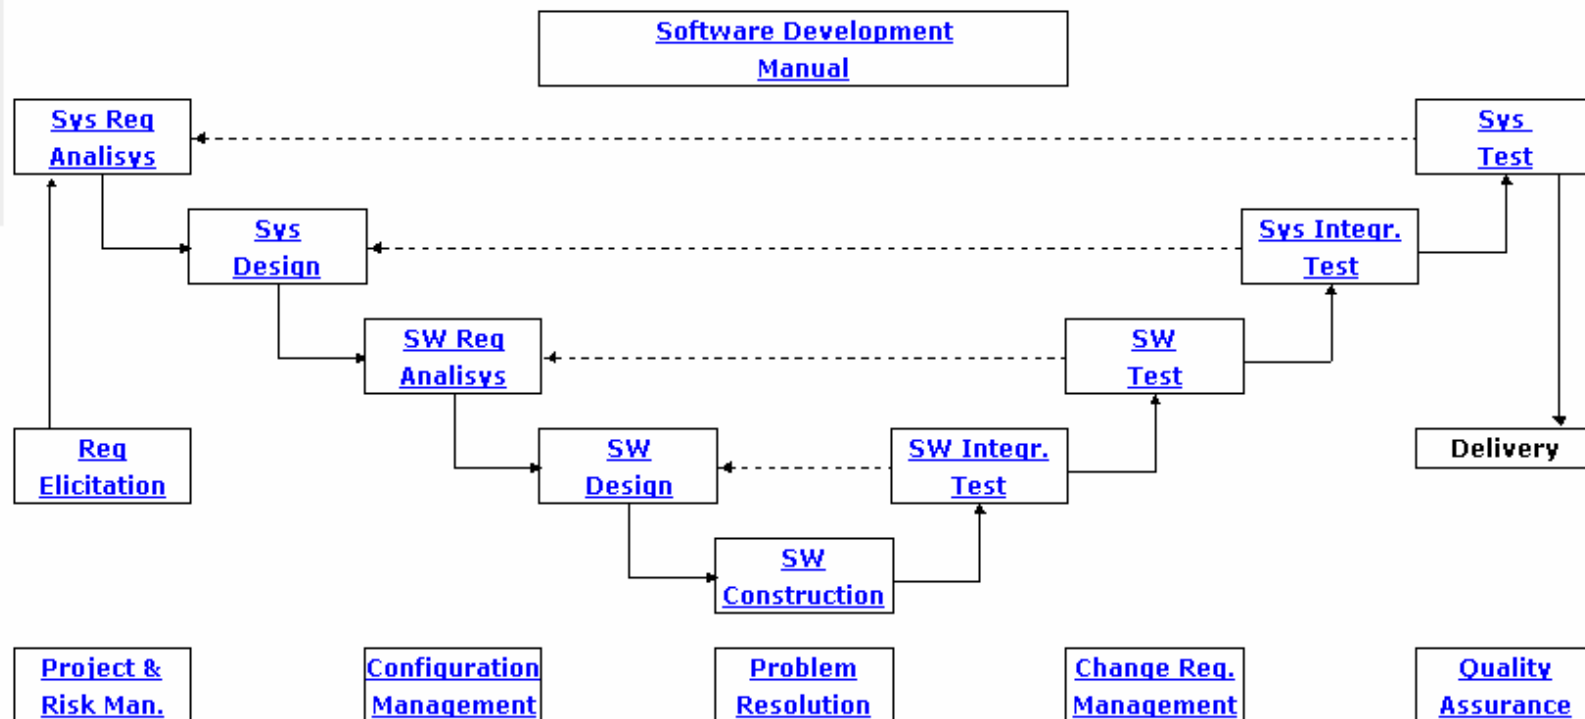 Software Development
Manual
Sys Req
Analisys
Sys
Test
Sys
Design
Sys Integr.
Test
SW Req
Analisys
SW
Test
Req
Elicitation
SW
Design
SW Integr.
Test
Delivery
SW
Construction
Project &
Risk Man.
Configuration
Management
Problem
Resolution
Change Req.
Management
Quality
Assurance